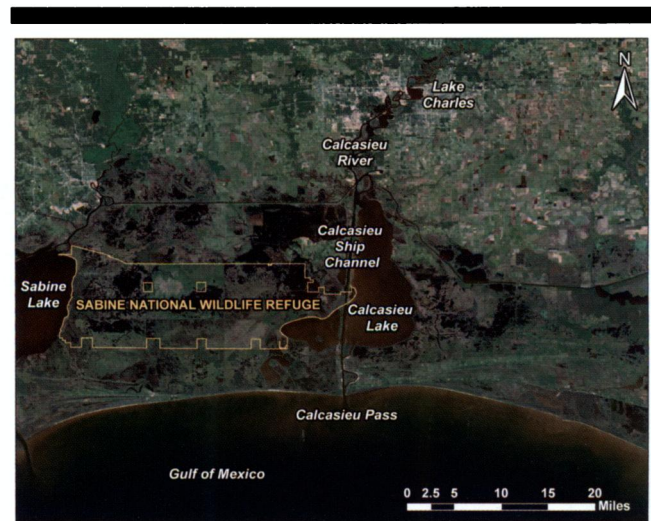 N
Lake
Charles
Calcasieu
River
Calcasieu
Ship
Channel
Sabine
Lake
SABINE NATIONAL WILDLIFE REFUGE
Calcasieu
Lake
Calcasieu Pass
Gulf of Mexico
0 2.5 5 10 15 20
Miles